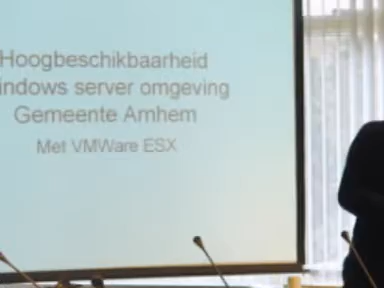 Hoogbeschikbaarheid
indows server omgeving
Gemeente Arnhem
Met VMWare ESX